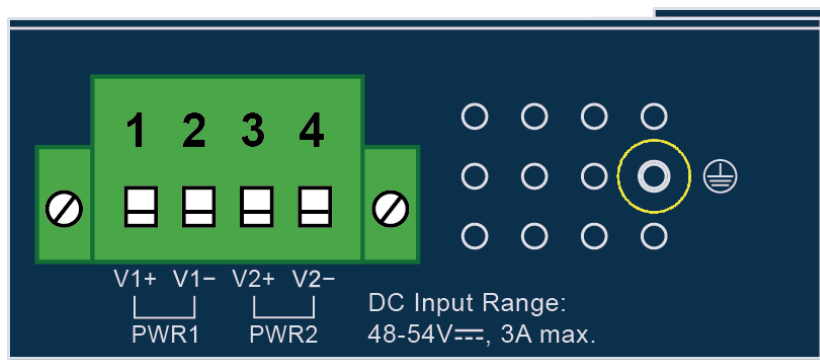 1 2 3 4
V1+ V1− V2+ V2−
PWR1 PWR2
DC Input Range:
48-54V⎓, 3A max.